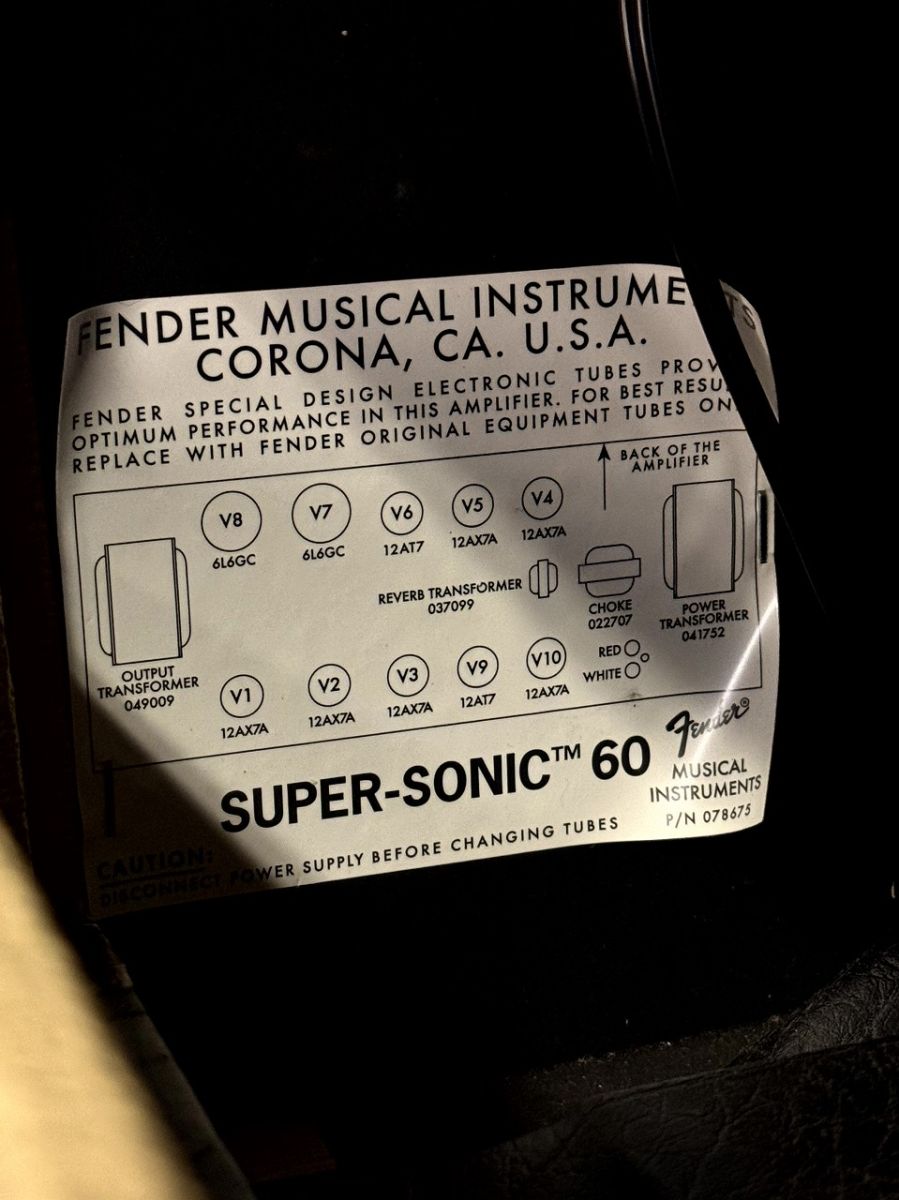 FENDER MUSICAL INSTRUME TS
CORONA, CA. U.S.A.
FENDER SPECIAL DESIGN ELECTRONIC TUBES PROV
OPTIMUM PERFORMANCE IN THIS AMPLIFIER. FOR BEST RESU
REPLACE WITH FENDER ORIGINAL EQUIPMENT TUBES ON
BACK OF THE
AMPLIFIER
V8
6L6GC
V7
6L6GC
V6
12AT7
V5
12AX7A
V4
12AX7A
REVERB TRANSFORMER
037099
CHOKE
022707
POWER
TRANSFORMER
041752
OUTPUT
TRANSFORMER
049009
V1
12AX7A
V2
12AX7A
V3
12AX7A
V9
12AT7
V10
12AX7A
RED
WHITE
SUPER-SONIC™ 60
Fender®
MUSICAL
INSTRUMENTS
P/N 078675
CAUTION:
DISCONNECT POWER SUPPLY BEFORE CHANGING TUBES